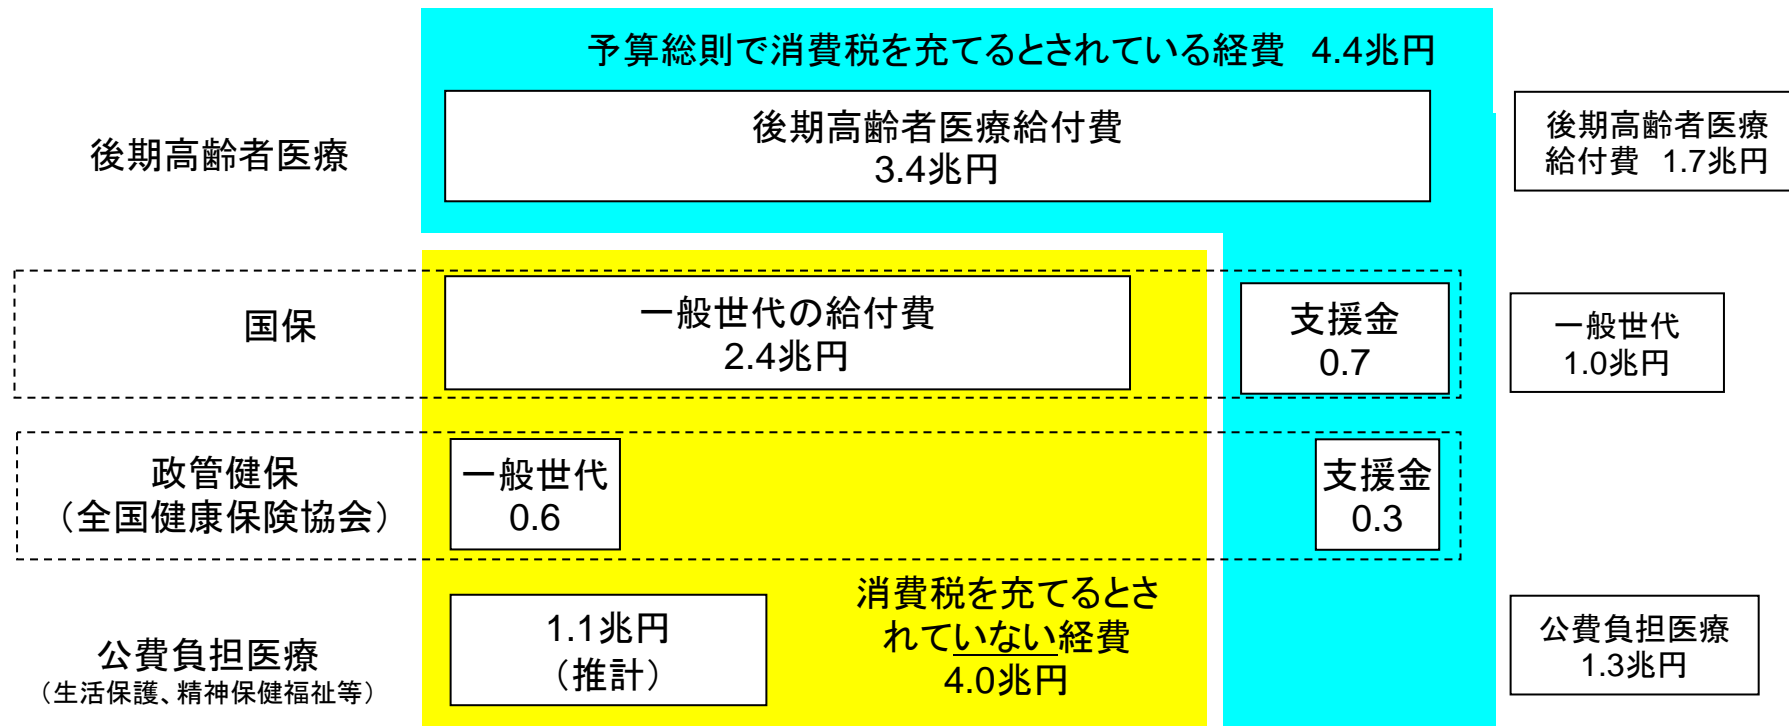 予算総則で消費税を充てるとされている経費　4.4兆円
後期高齢者医療
後期高齢者医療給付費
3.4兆円
後期高齢者医療
給付費　1.7兆円
国保
一般世代の給付費
2.4兆円
支援金
0.7
一般世代
1.0兆円
政管健保
（全国健康保険協会）
一般世代
0.6
支援金
0.3
公費負担医療
（生活保護、精神保健福祉等）
1.1兆円
（推計）
消費税を充てるとさ
れていない経費
4.0兆円
公費負担医療
1.3兆円